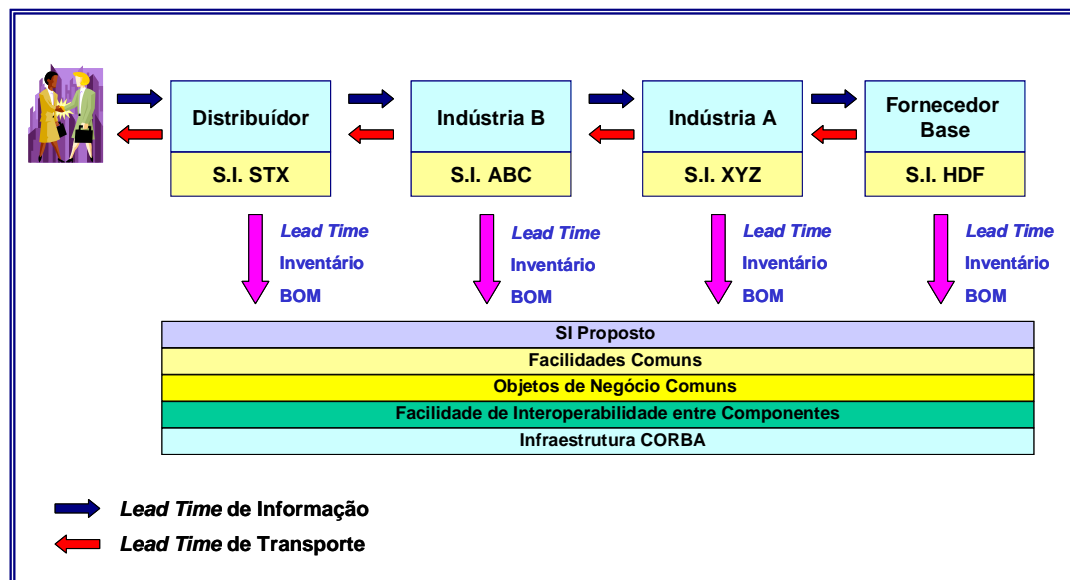 Distribuídor
Indústria B
Indústria A
Fornecedor
Base
S.I. STX
S.I. ABC
S.I. XYZ
S.I. HDF
Lead Time
Inventário
BOM
Lead Time
Inventário
BOM
Lead Time
Inventário
BOM
Lead Time
Inventário
BOM
SI Proposto
Facilidades Comuns
Objetos de Negócio Comuns
Facilidade de Interoperabilidade entre Componentes
Infraestrutura CORBA
Lead Time de Informação
Lead Time de Transporte